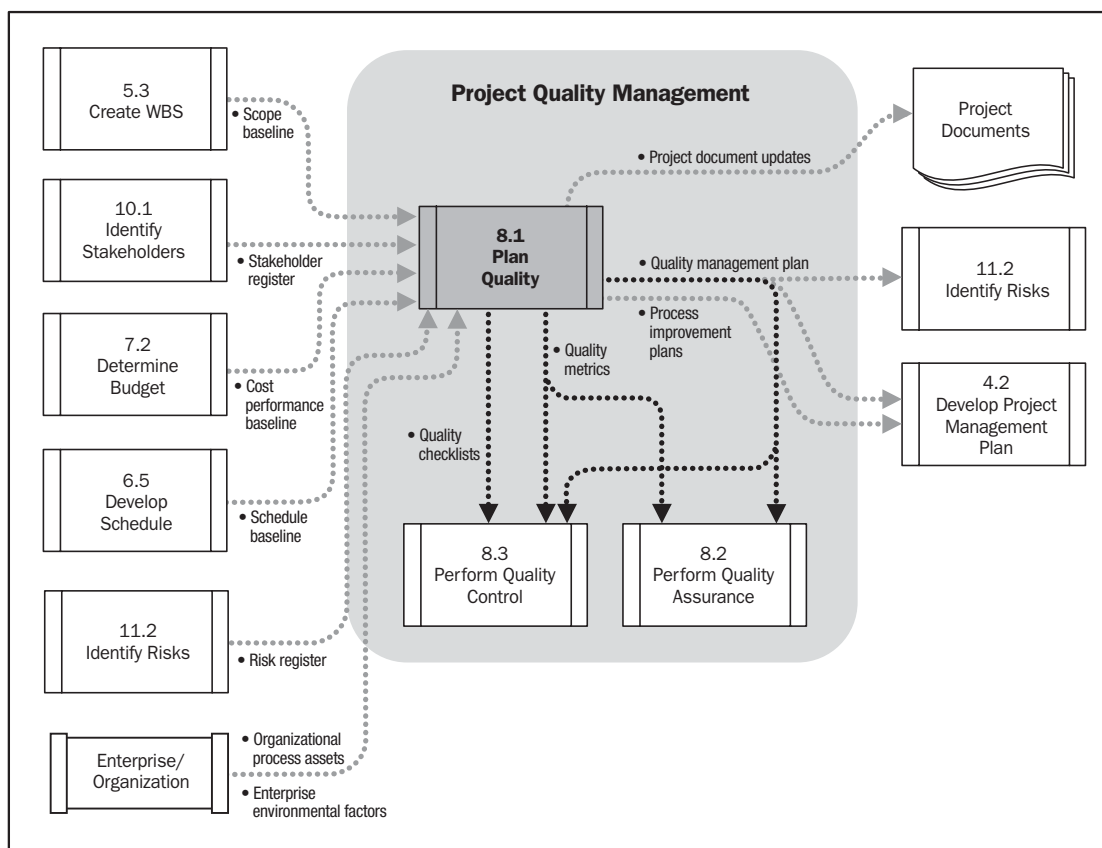 Project Quality Management
5.3
Create WBS
• Scope
baseline
10.1
Identify
Stakeholders
• Stakeholder
register
7.2
Determine
Budget
• Cost
performance
baseline
6.5
Develop
Schedule
• Schedule
baseline
11.2
Identify Risks
• Risk register
Enterprise/
Organization
• Organizational
process assets
• Enterprise
environmental factors
8.1
Plan
Quality
• Project document updates
• Quality management plan
• Process
improvement
plans
• Quality
metrics
• Quality
checklists
8.3
Perform Quality
Control
8.2
Perform Quality
Assurance
Project
Documents
11.2
Identify Risks
4.2
Develop Project
Management
Plan